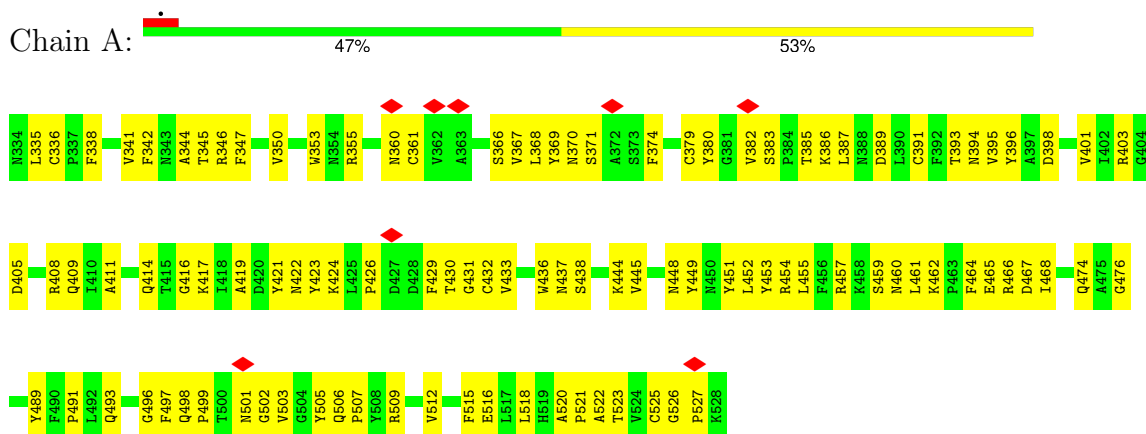 Chain A:
47% 53%
N334 L335 C336 P337 F338 V341 F342 N343 A344 T345 R346 F347 V350 W353 N354 R355 N360 C361 V362 A363 S366 V367 L368 Y369 N370 S371 A372 S373 F374 C379 Y380 G381 V382 S383 P384 T385 K386 L387 N388 D389 L390 C391 F392 T393 N394 V395 Y396 A397 D398 V401 I402 R403 G404
D405 R408 Q409 I410 A411 Q414 T415 G416 K417 I418 A419 D420 Y421 N422 Y423 K424 L425 P426 D427 D428 F429 T430 G431 C432 V433 W436 N437 S438 K444 V445 N448 Y449 N450 Y451 L452 Y453 R454 L455 F456 R457 K458 S459 N460 L461 K462 P463 F464 E465 R466 D467 I468 Q474 A475 G476
Y489 F490 P491 L492 Q493 G496 F497 Q498 P499 T500 N501 G502 V503 G504 Y505 Q506 P507 Y508 R509 V512 F515 E516 L517 L518 H519 A520 P521 A522 T523 V524 C525 G526 P527 K528